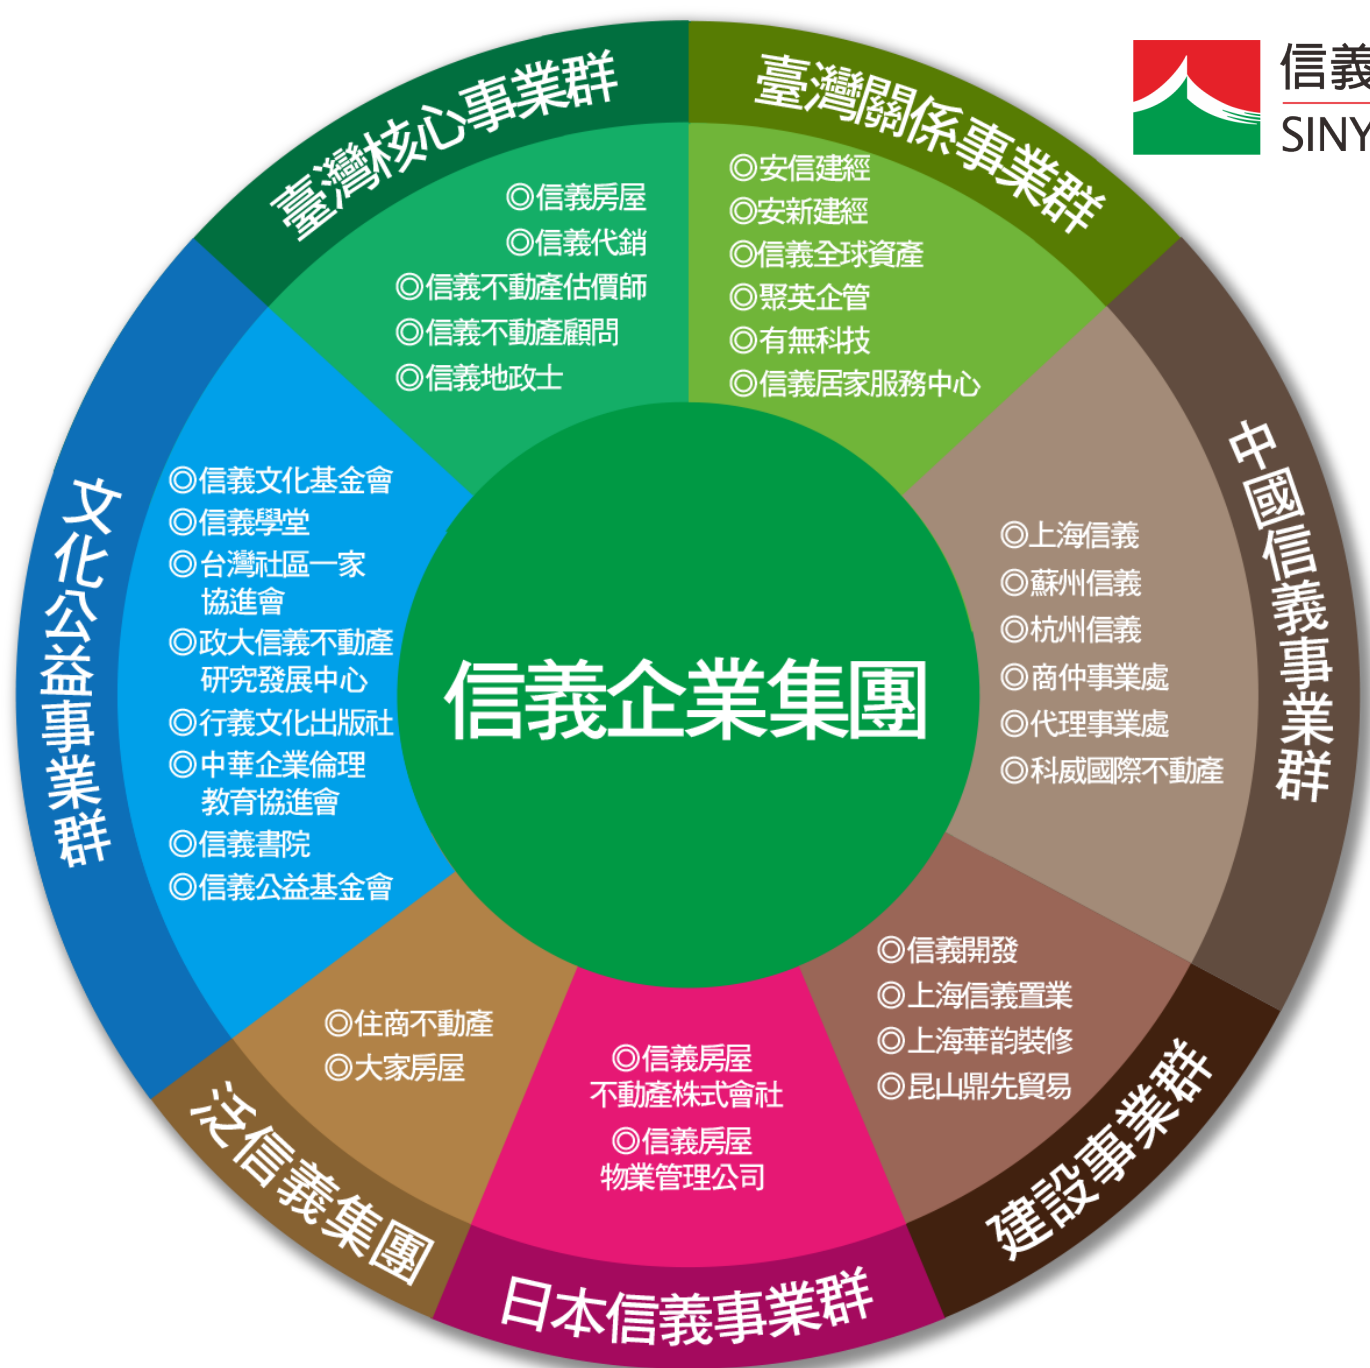 信義
SINY
臺灣核心事業群
◎信義房屋
◎信義代銷
◎信義不動產估價師
◎信義不動產顧問
◎信義地政士
臺灣關係事業群
◎安信建經
◎安新建經
◎信義全球資產
◎聚英企管
◎有無科技
◎信義居家服務中心
中國信義事業群
◎上海信義
◎蘇州信義
◎杭州信義
◎商仲事業處
◎代理事業處
◎科威國際不動產
建設事業群
◎信義開發
◎上海信義置業
◎上海華韵裝修
◎昆山鼎先貿易
日本信義事業群
◎信義房屋
不動產株式會社
◎信義房屋
物業管理公司
泛信義集團
◎住商不動產
◎大家房屋
文化公益事業群
◎信義文化基金會
◎信義學堂
◎台灣社區一家
協進會
◎政大信義不動產
研究發展中心
◎行義文化出版社
◎中華企業倫理
教育協進會
◎信義書院
◎信義公益基金會
信義企業集團